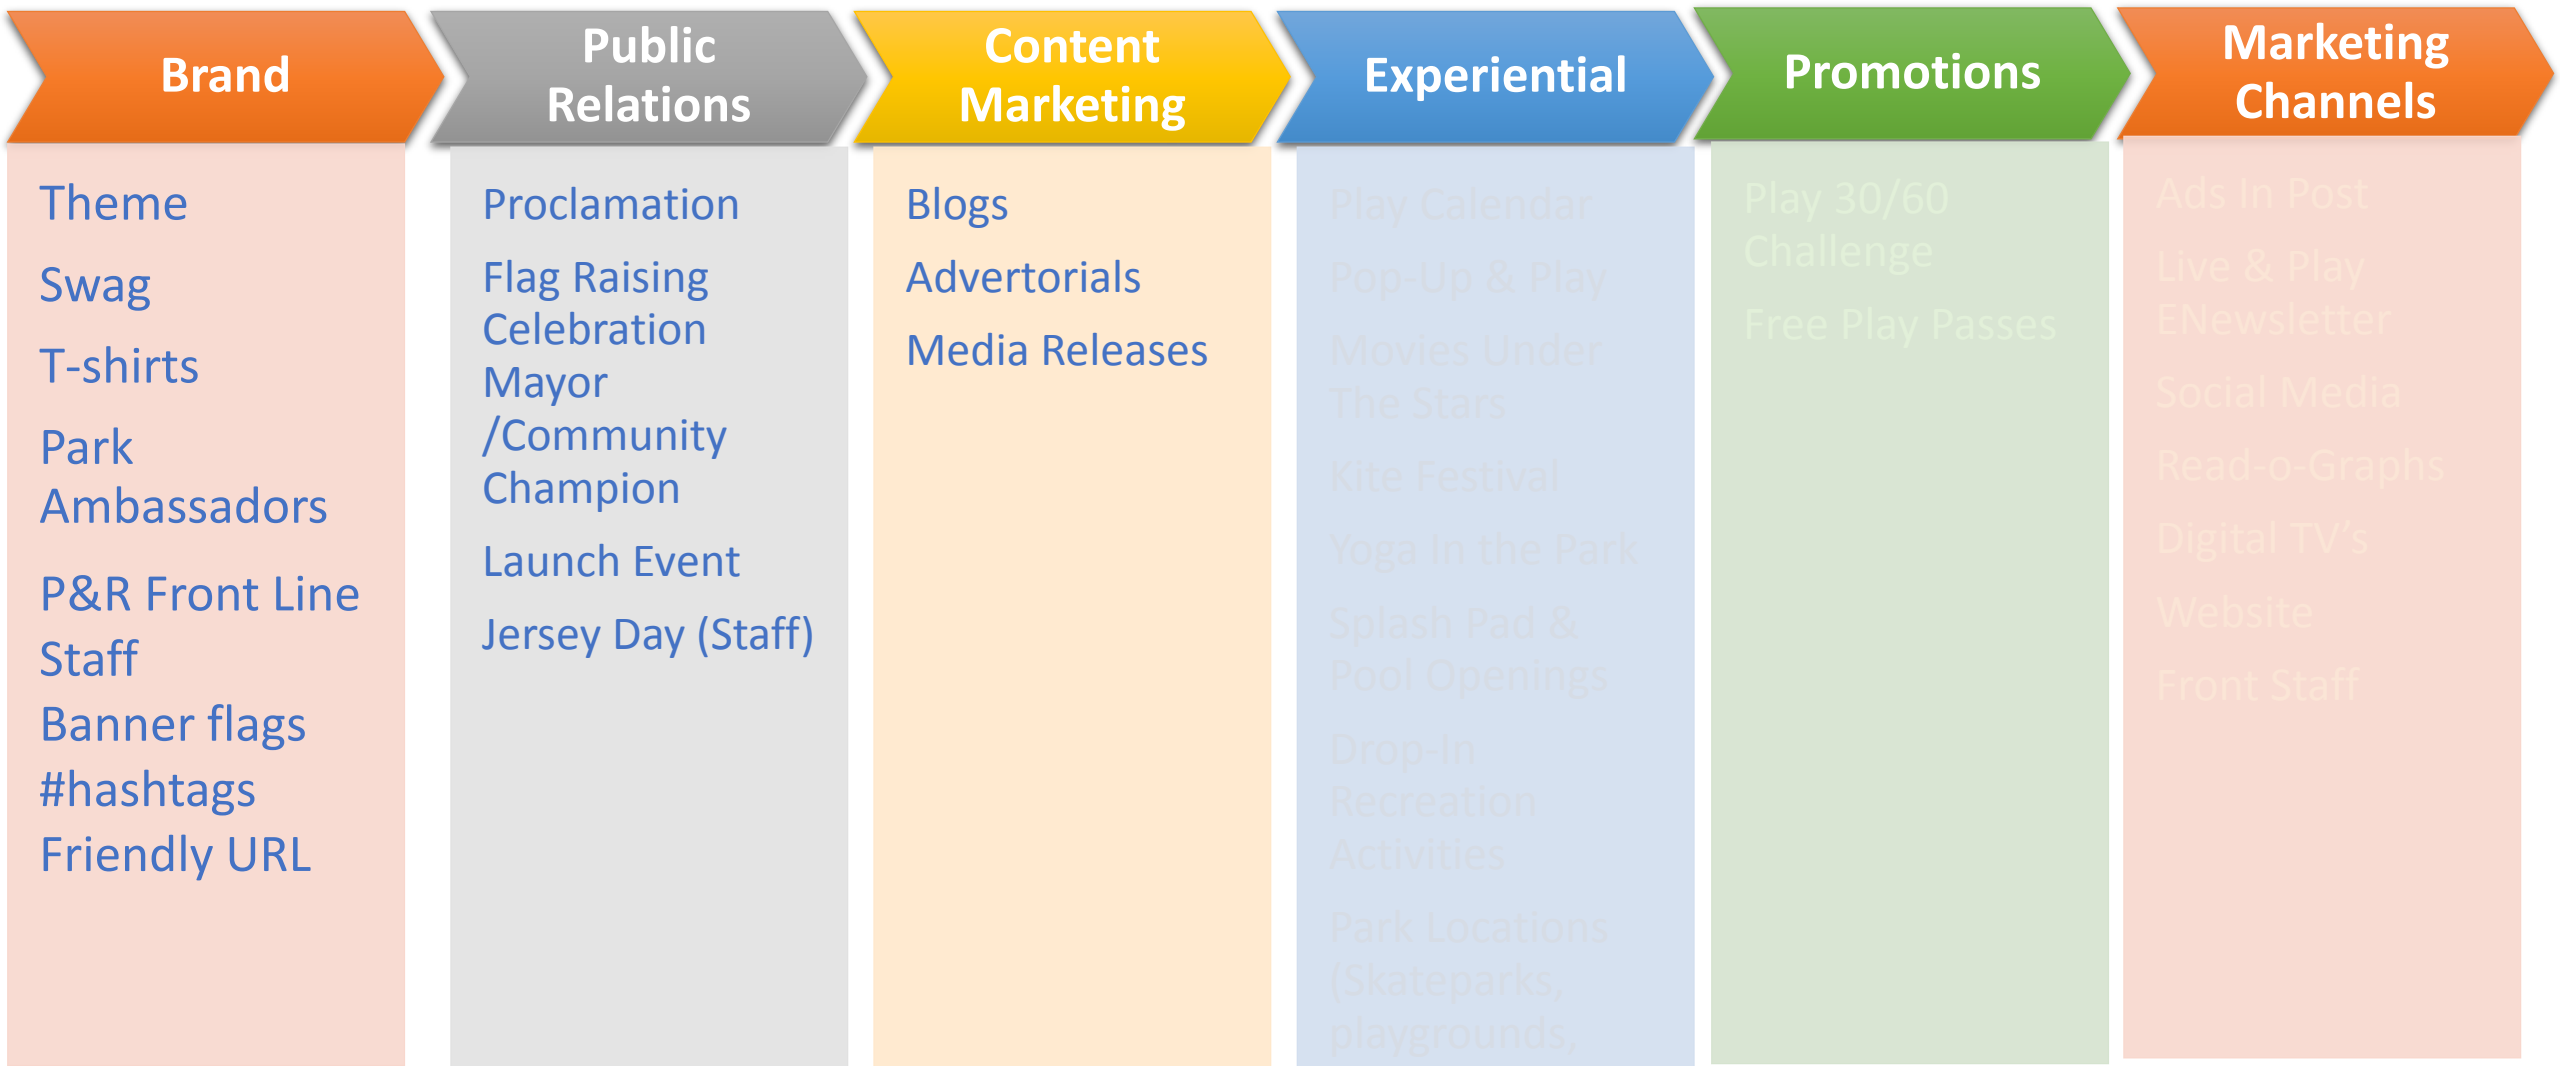 Brand
Theme
Swag
T-shirts
Park
Ambassadors
P&R Front Line
Staff
Banner flags
#hashtags
Friendly URL
Public
Relations
Proclamation
Flag Raising
Celebration
Mayor
/Community
Champion
Launch Event
Jersey Day (Staff)
Content
Marketing
Blogs
Advertorials
Media Releases
Experiential
Play Calendar
Pop-Up & Play
Movies Under
The Stars
Kite Festival
Yoga In the Park
Splash Pad &
Pool Openings
Drop-In
Recreation
Activities
Park Locations
(Skateparks,
playgrounds,
Promotions
Play 30/60
Challenge
Free Play Passes
Marketing
Channels
Ads In Post
Live & Play
ENewsletter
Social Media
Read-o-Graphs
Digital TV’s
Website
Front Staff